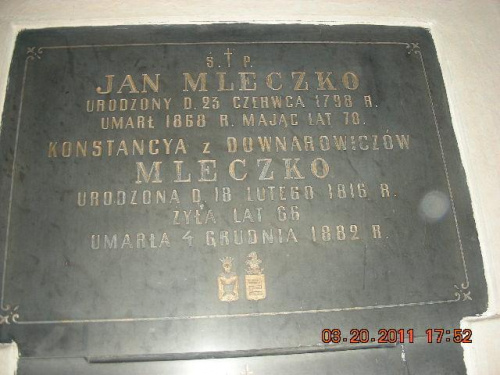 Ś. † P.
JAN MLECZKO
URODZONY D. 23 CZERWCA 1798 R.
UMARŁ 1868 R. MAJĄC LAT 70.
KONSTANCYA z DOWNAROWICZÓW
MLECZKO
URODZONA D. 18 LUTEGO 1816 R.
ŻYŁA LAT 66
UMARŁA 4 GRUDNIA 1882 R.
03.20.2011 17:52